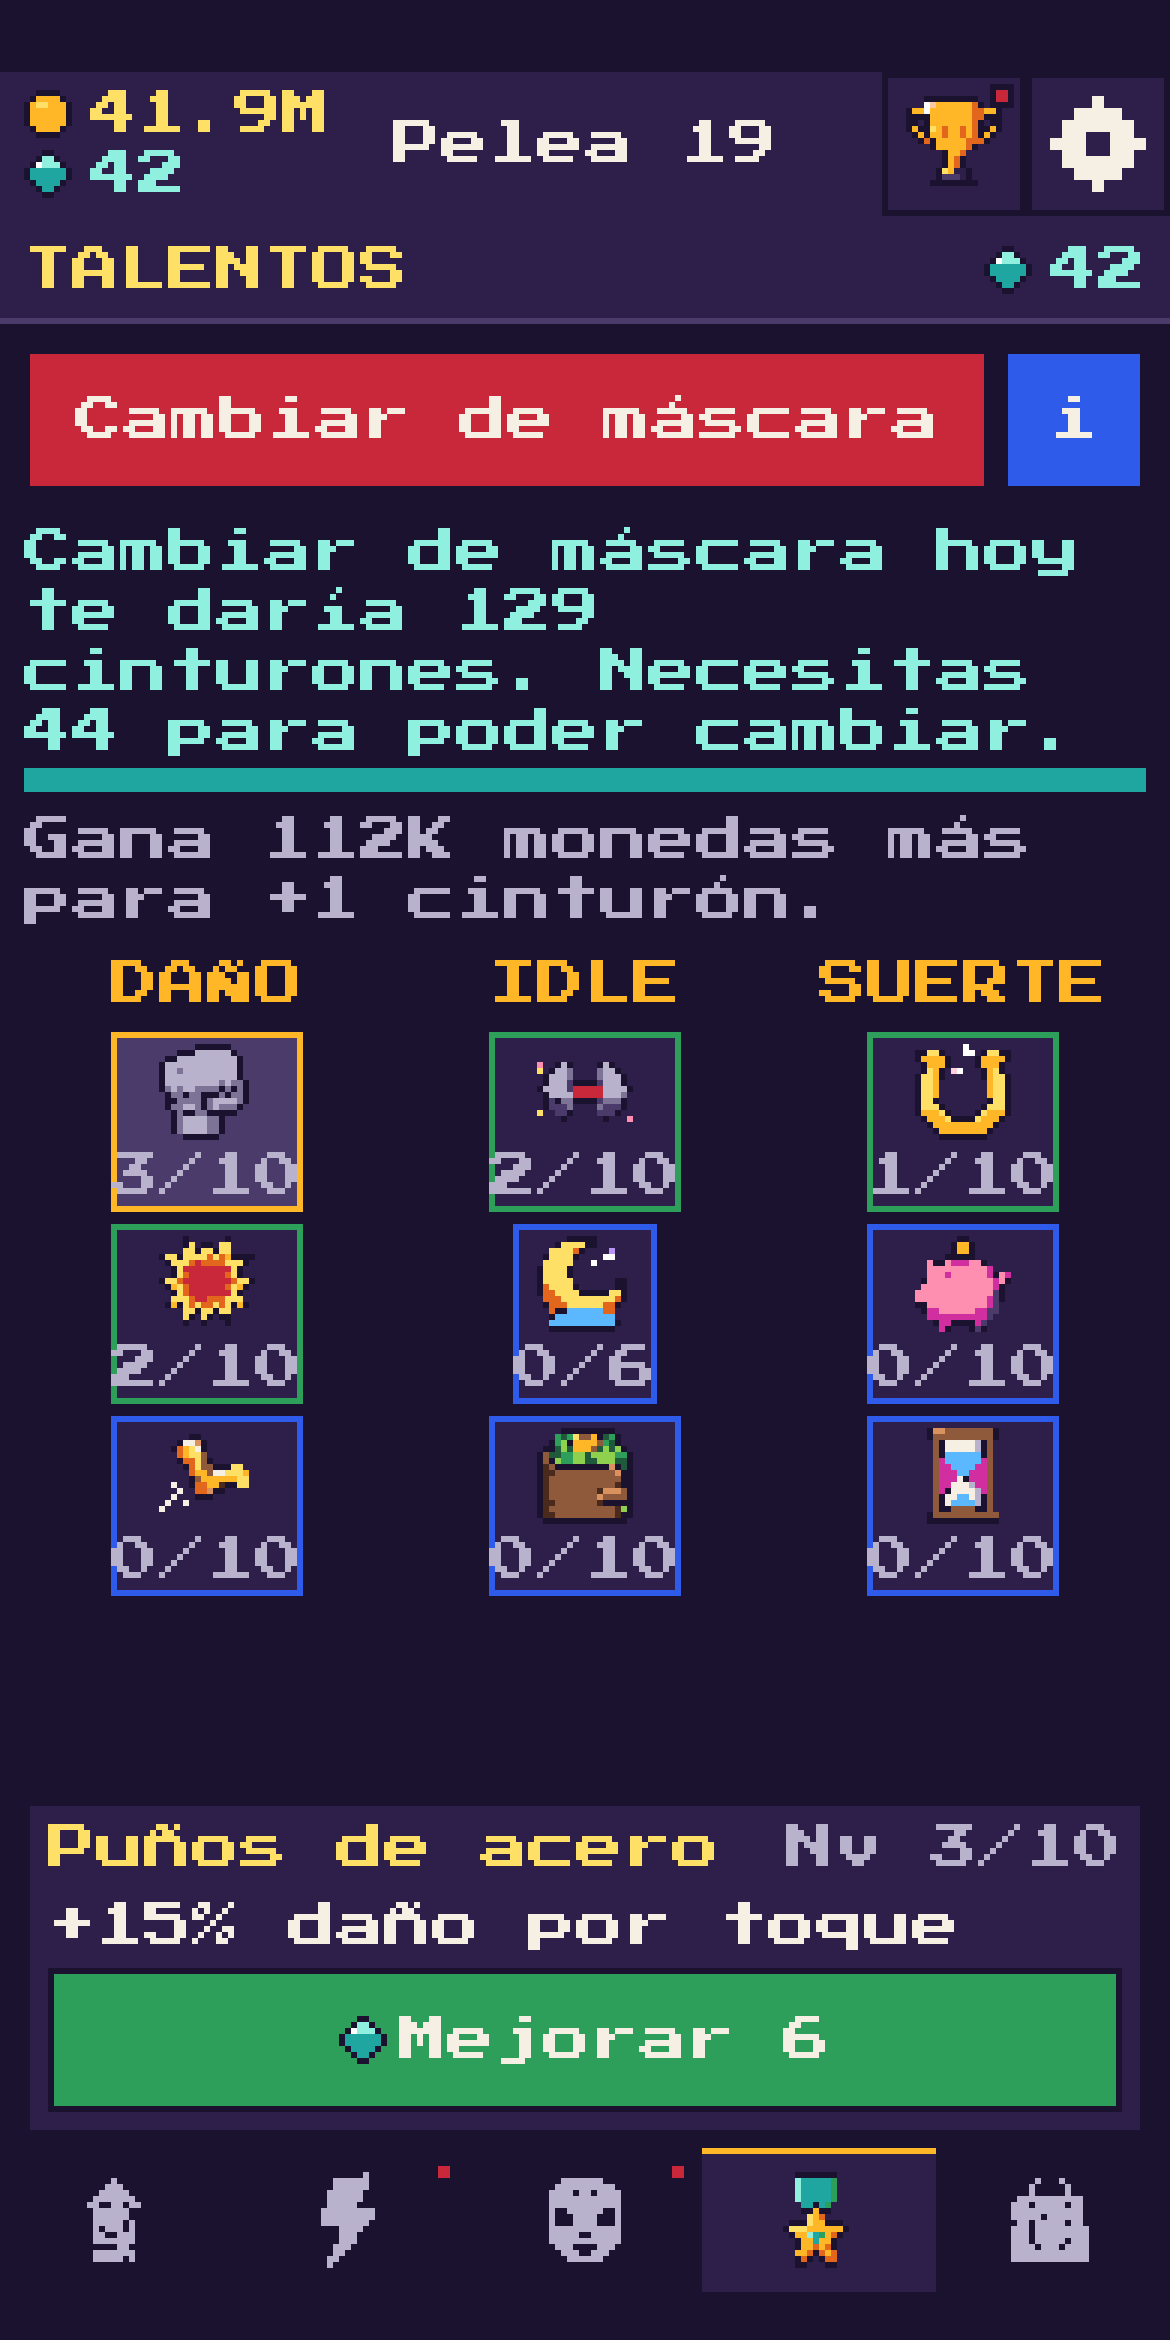 41.9M
42
Pelea 19
TALENTOS
42
Cambiar de máscara
i
Cambiar de máscara hoy
te daría 129
cinturones. Necesitas
44 para poder cambiar.
Gana 112K monedas más
para +1 cinturón.
DAÑO IDLE SUERTE
3/10 2/10 1/10
2/10 0/6 0/10
0/10 0/10 0/10
Puños de acero Nv 3/10
+15% daño por toque
Mejorar 6